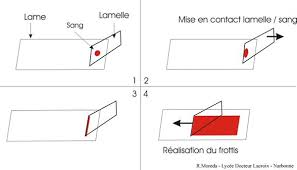 Lame
Sang
Lamelle
Mise en contact lamelle / sang
1 2
3 4
Réalisation du frottis
R.Moreda - Lycée Docteur Lacroix - Narbonne